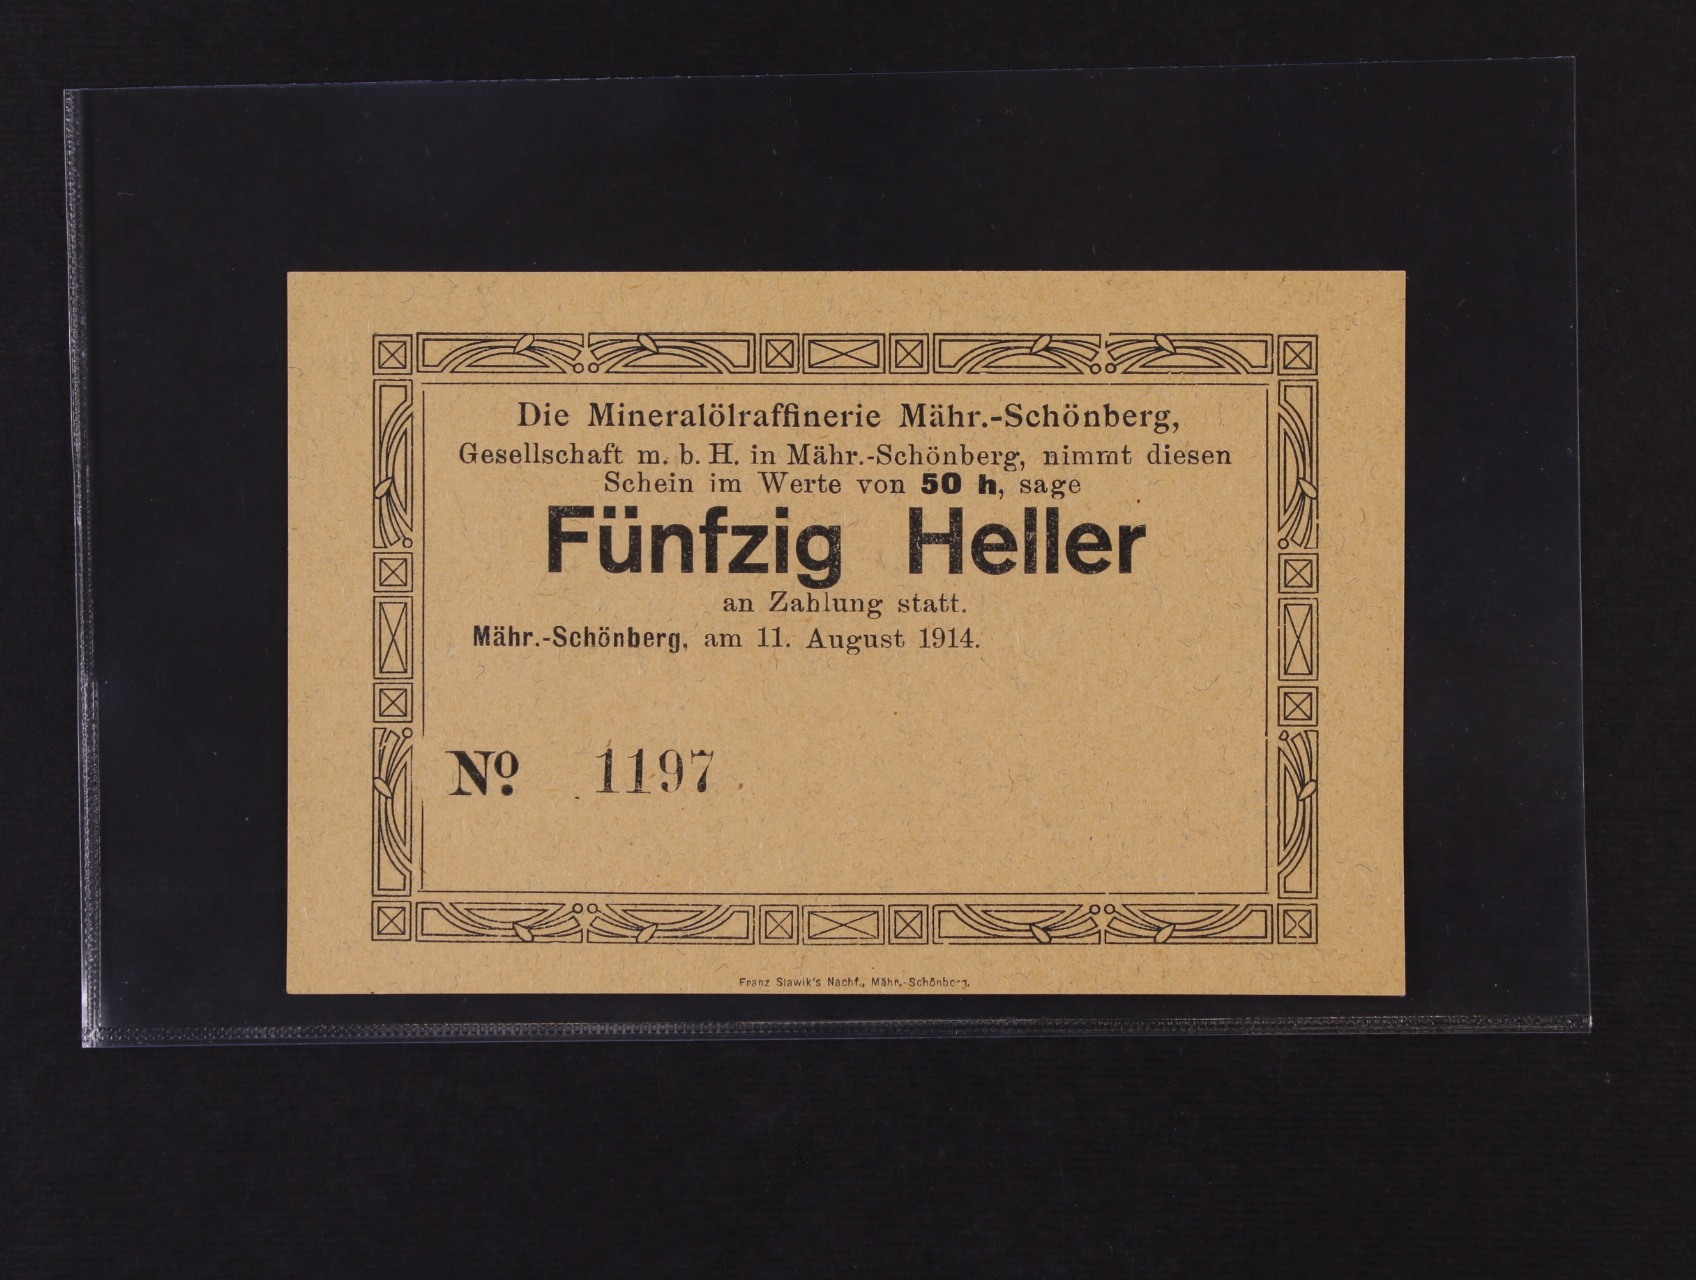 Die Mineralölraffinerie Mähr.-Schönberg,
Gesellschaft m. b. H. in Mähr.-Schönberg, nimmt diesen
Schein im Werte von 50 h, sage
Fünfzig Heller
an Zahlung statt.
Mähr.-Schönberg, am 11. August 1914.
No. 1197
Franz Slawik's Nachf., Mähr.-Schönberg.